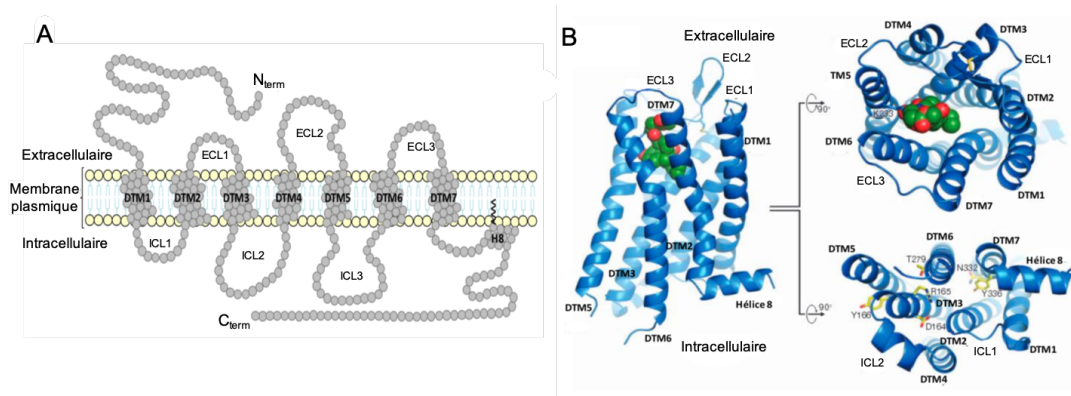 A
Nterm
ECL1
ECL2
ECL3
Extracellulaire
Membrane
plasmique
Intracellulaire
DTM1
DTM2
DTM3
DTM4
DTM5
DTM6
DTM7
H8
ICL1
ICL2
ICL3
Cterm
B
Extracellulaire
ECL2
ECL3
ECL1
DTM7
DTM1
DTM2
DTM3
Hélice 8
DTM5
DTM6
Intracellulaire
90°
90°
DTM4
DTM3
ECL2
ECL1
TM5
DTM2
K233
DTM6
ECL3
DTM1
DTM7
DTM6
DTM7
DTM5
T279
N332
Hélice 8
R165
Y336
DTM3
Y166
D164
DTM2
ICL1
DTM1
ICL2
DTM4